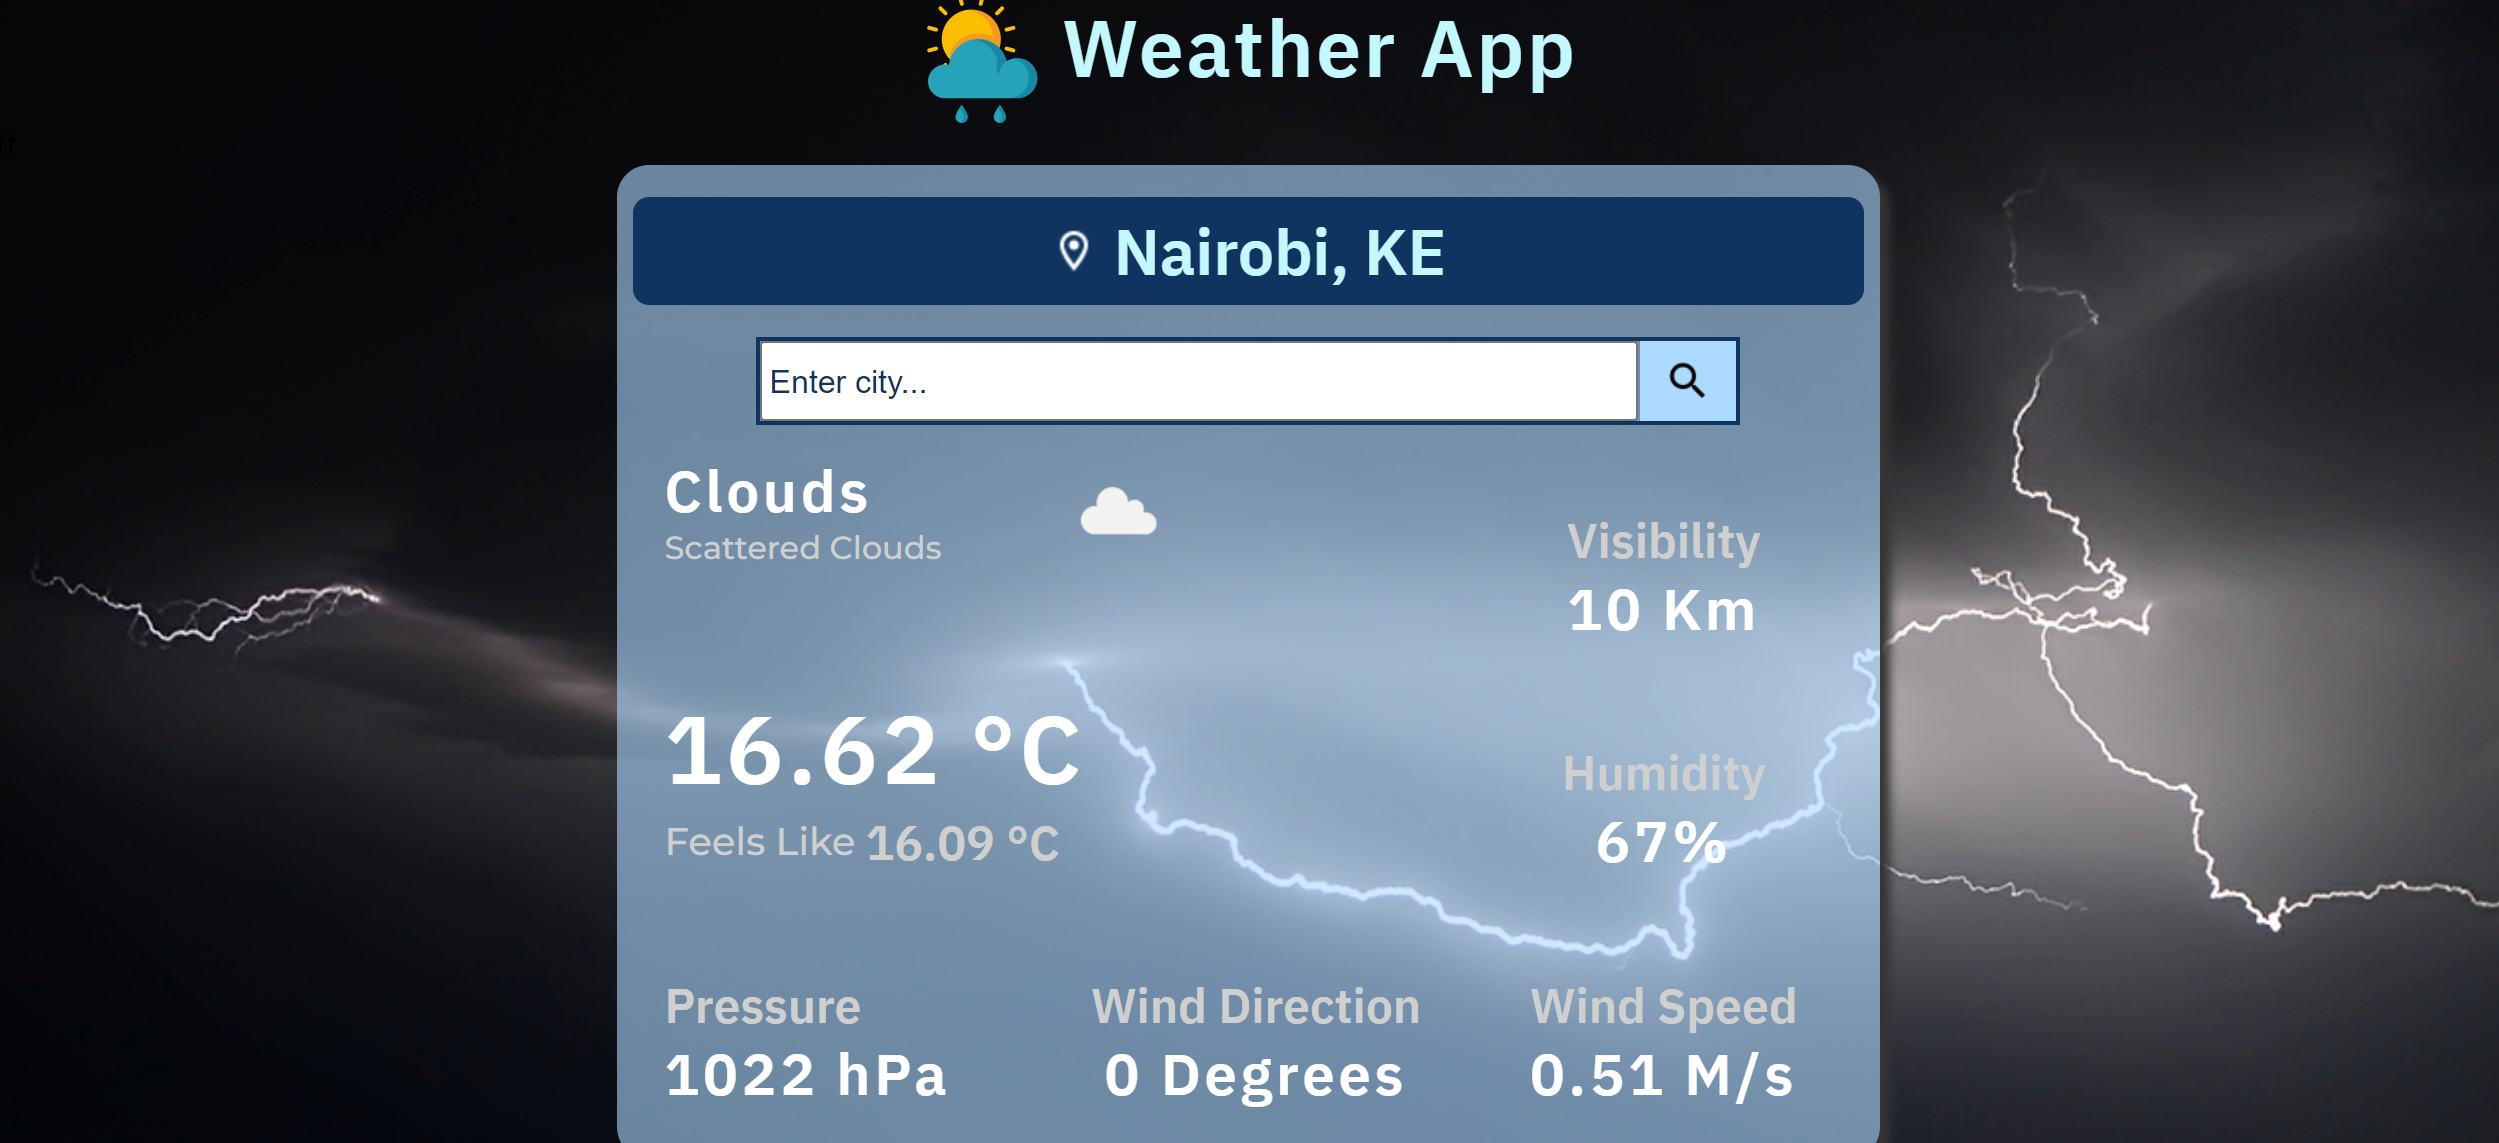 Weather App
ff
Nairobi, KE
Enter city...
Clouds
Scattered Clouds
Visibility
10 Km
16.62 °C
Feels Like 16.09 °C
Humidity
67%
Pressure
1022 hPa
Wind Direction
0 Degrees
Wind Speed
0.51 M/s